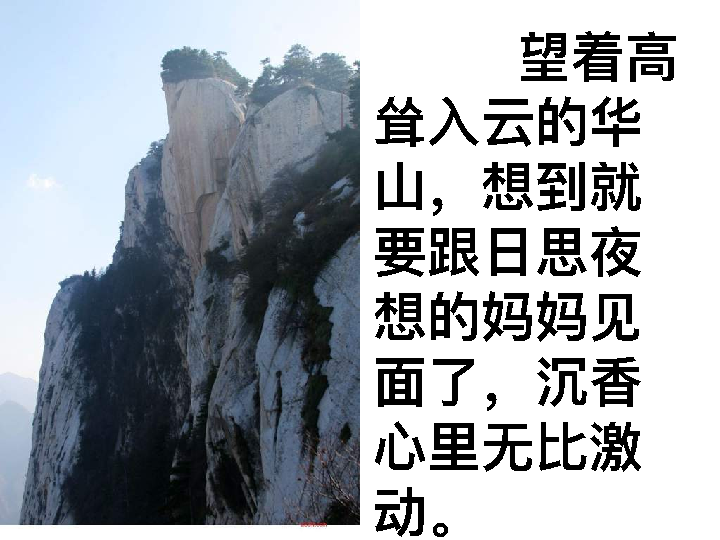 望着高
耸入云的华
山，想到就
要跟日思夜
想的妈妈见
面了，沉香
心里无比激
动。